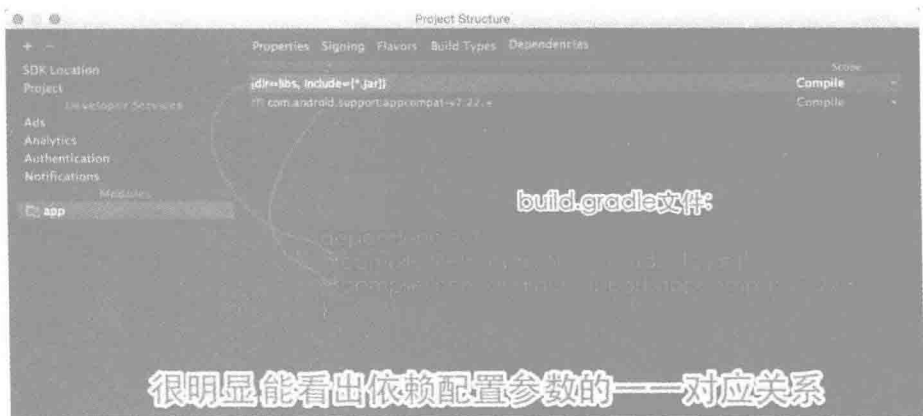 Project Structure
+ −
Properties Signing Flavors Build Types Dependencies
SDK Location
Project
Developer Services
Ads
Analytics
Authentication
Notifications
Modules
app
Scope
{dir=libs, include=[*.jar]}
Compile
m com.android.support:appcompat-v7:22.+
Compile
build.gradle文件:
很明显能看出依赖配置参数的一一对应关系